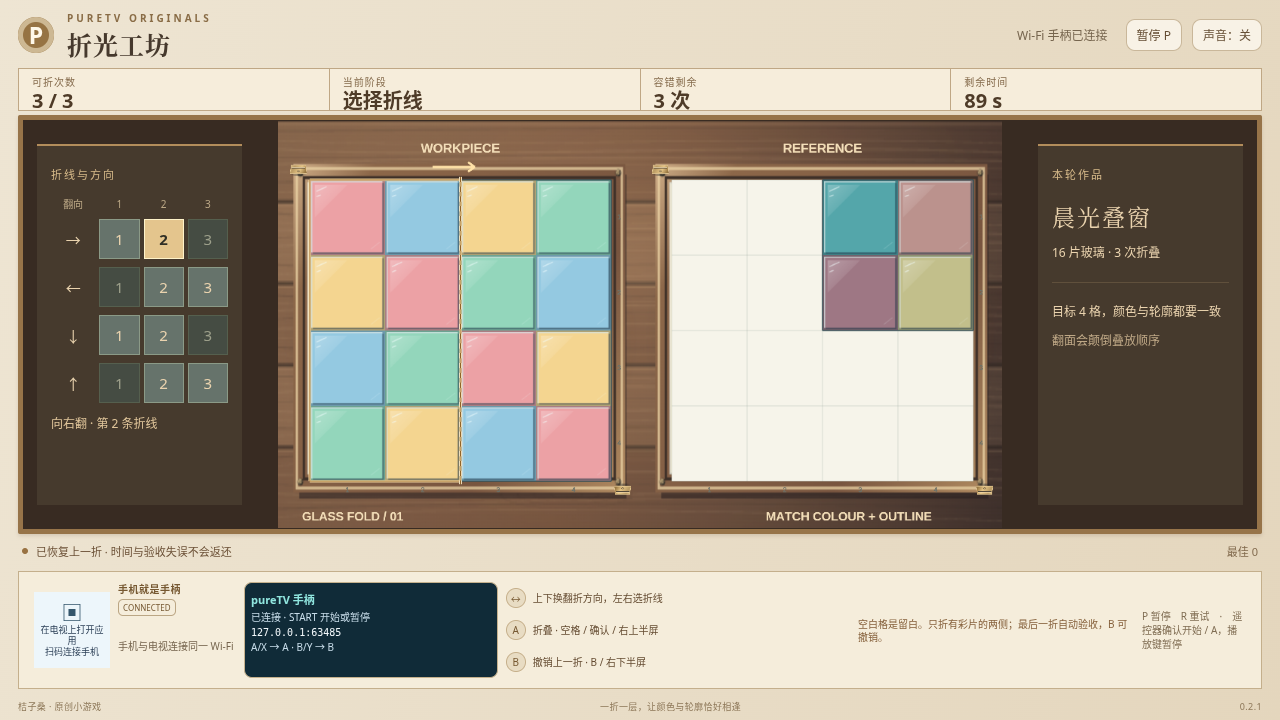 P
PURETV ORIGINALS
折光工坊
Wi-Fi 手柄已连接
暂停 P
声音：关
可折次数
3 / 3
当前阶段
选择折线
容错剩余
3 次
剩余时间
89 s
折线与方向
翻向 1 2 3
→ 1 2 3
← 1 2 3
↓ 1 2 3
↑ 1 2 3
向右翻 · 第 2 条折线
WORKPIECE
GLASS FOLD / 01
REFERENCE
MATCH COLOUR + OUTLINE
本轮作品
晨光叠窗
16 片玻璃 · 3 次折叠
目标 4 格，颜色与轮廓都要一致
翻面会颠倒叠放顺序
已恢复上一折 · 时间与验收失误不会返还
最佳 0
在电视上打开应
用
扫码连接手机
手机就是手柄
CONNECTED
手机与电视连接同一 Wi-Fi
pureTV 手柄
已连接 · START 开始或暂停
127.0.0.1:63485
A/X → A · B/Y → B
↔ 上下换翻折方向，左右选折线
A 折叠 · 空格 / 确认 / 右上半屏
B 撤销上一折 · B / 右下半屏
空白格是留白。只折有彩片的两侧；最后一折自动验收，B 可
撤销。
P 暂停 R 重试 · 遥
控器确认开始 / A，播
放键暂停
桔子桑 · 原创小游戏
一折一层，让颜色与轮廓恰好相逢
0.2.1